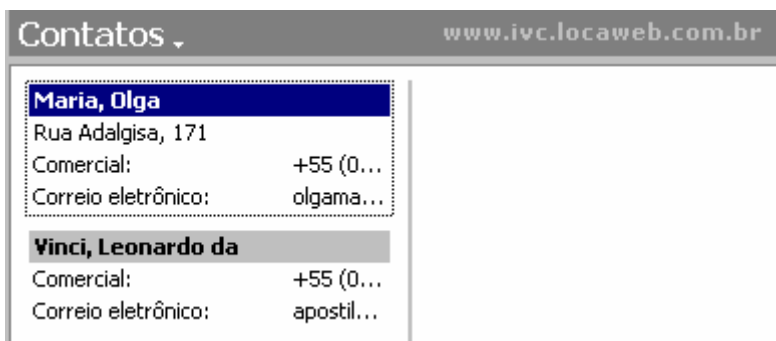 Contatos
www.ivc.locaweb.com.br
Maria, Olga
Rua Adalgisa, 171
Comercial: +55 (0...
Correio eletrônico: olgama...
Vinci, Leonardo da
Comercial: +55 (0...
Correio eletrônico: apostil...